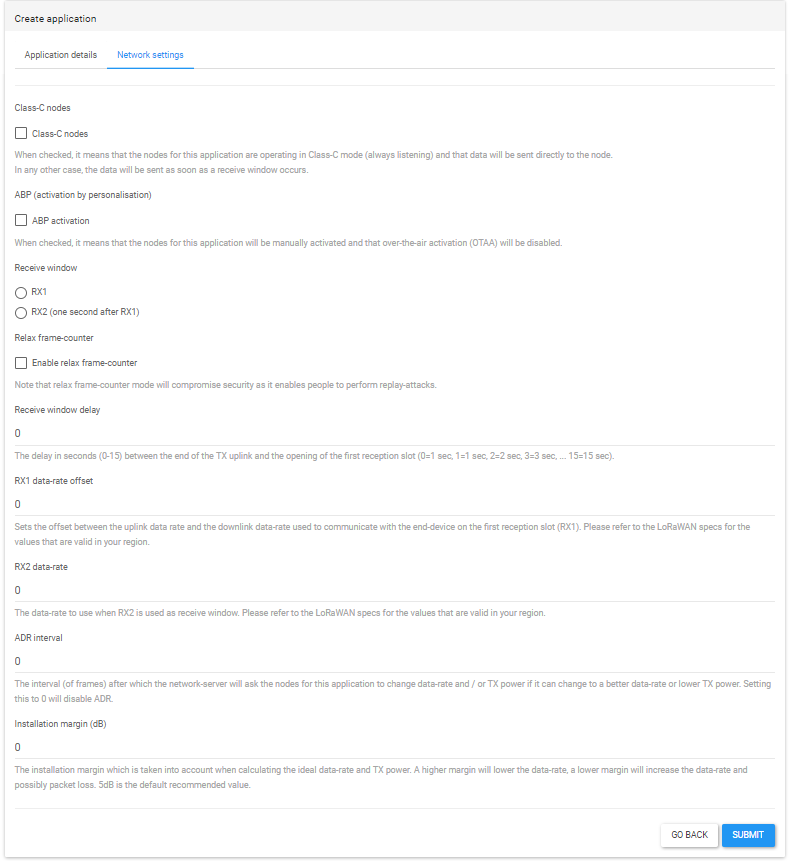 Create application
Application details
Network settings
Class-C nodes
Class-C nodes
When checked, it means that the nodes for this application are operating in Class-C mode (always listening) and that data will be sent directly to the node.
In any other case, the data will be sent as soon as a receive window occurs.
ABP (activation by personalisation)
ABP activation
When checked, it means that the nodes for this application will be manually activated and that over-the-air activation (OTAA) will be disabled.
Receive window
RX1
RX2 (one second after RX1)
Relax frame-counter
Enable relax frame-counter
Note that relax frame-counter mode will compromise security as it enables people to perform replay-attacks.
Receive window delay
0
The delay in seconds (0-15) between the end of the TX uplink and the opening of the first reception slot (0=1 sec, 1=1 sec, 2=2 sec, 3=3 sec, ... 15=15 sec).
RX1 data-rate offset
0
Sets the offset between the uplink data rate and the downlink data-rate used to communicate with the end-device on the first reception slot (RX1). Please refer to the LoRaWAN specs for the
values that are valid in your region.
RX2 data-rate
0
The data-rate to use when RX2 is used as receive window. Please refer to the LoRaWAN specs for the values that are valid in your region.
ADR interval
0
The interval (of frames) after which the network-server will ask the nodes for this application to change data-rate and / or TX power if it can change to a better data-rate or lower TX power. Setting
this to 0 will disable ADR.
Installation margin (dB)
0
The installation margin which is taken into account when calculating the ideal data-rate and TX power. A higher margin will lower the data-rate, a lower margin will increase the data-rate and
possibly packet loss. 5dB is the default recommended value.
GO BACK
SUBMIT